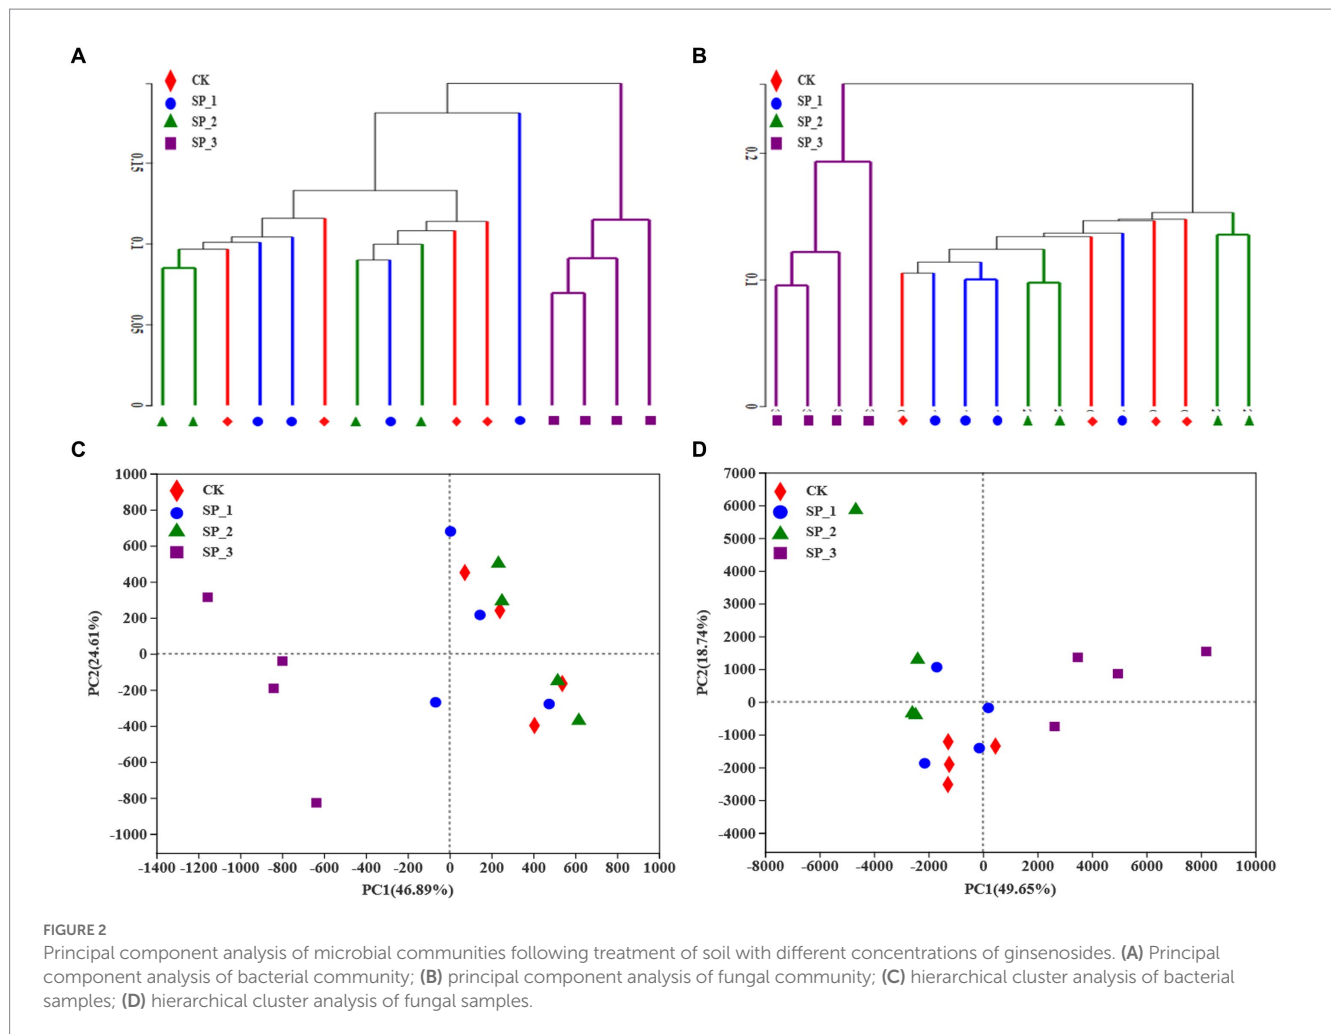 A
CK
SP_1
SP_2
SP_3
0.15
0.1
0.05
0
B
CK
SP_1
SP_2
SP_3
0.2
0.1
0
C
1000
800
600
400
200
0
-200
-400
-600
-800
-1000
CK
SP_1
SP_2
SP_3
PC2(24.61%)
-1400 -1200 -1000 -800 -600 -400 -200 0 200 400 600 800 1000
PC1(46.89%)
D
7000
6000
5000
4000
3000
2000
1000
0
-1000
-2000
-3000
-4000
CK
SP_1
SP_2
SP_3
PC2(18.74%)
-8000 -6000 -4000 -2000 0 2000 4000 6000 8000 10000
PC1(49.65%)
FIGURE 2
Principal component analysis of microbial communities following treatment of soil with different concentrations of ginsenosides. (A) Principal
component analysis of bacterial community; (B) principal component analysis of fungal community; (C) hierarchical cluster analysis of bacterial
samples; (D) hierarchical cluster analysis of fungal samples.